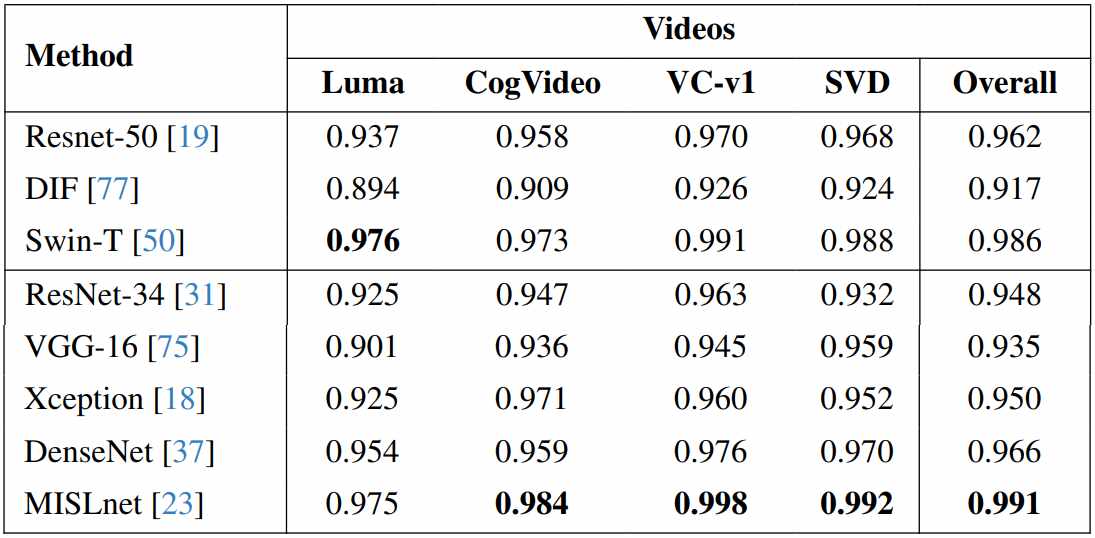 Method Videos
Luma CogVideo VC-v1 SVD Overall
Resnet-50 [19] 0.937 0.958 0.970 0.968 0.962
DIF [77] 0.894 0.909 0.926 0.924 0.917
Swin-T [50] 0.976 0.973 0.991 0.988 0.986
ResNet-34 [31] 0.925 0.947 0.963 0.932 0.948
VGG-16 [75] 0.901 0.936 0.945 0.959 0.935
Xception [18] 0.925 0.971 0.960 0.952 0.950
DenseNet [37] 0.954 0.959 0.976 0.970 0.966
MISLnet [23] 0.975 0.984 0.998 0.992 0.991